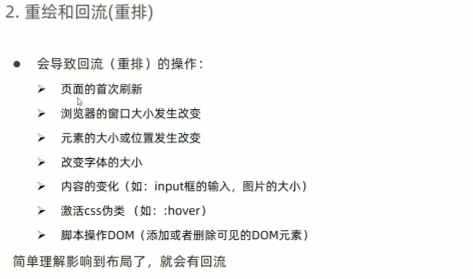 2. 重绘和回流(重排)
● 会导致回流（重排）的操作：
➤ 页面的首次刷新
➤ 浏览器的窗口大小发生改变
➤ 元素的大小或位置发生改变
➤ 改变字体的大小
➤ 内容的变化（如：input框的输入，图片的大小）
➤ 激活css伪类 （如：:hover）
➤ 脚本操作DOM（添加或者删除可见的DOM元素）
简单理解影响到布局了，就会有回流